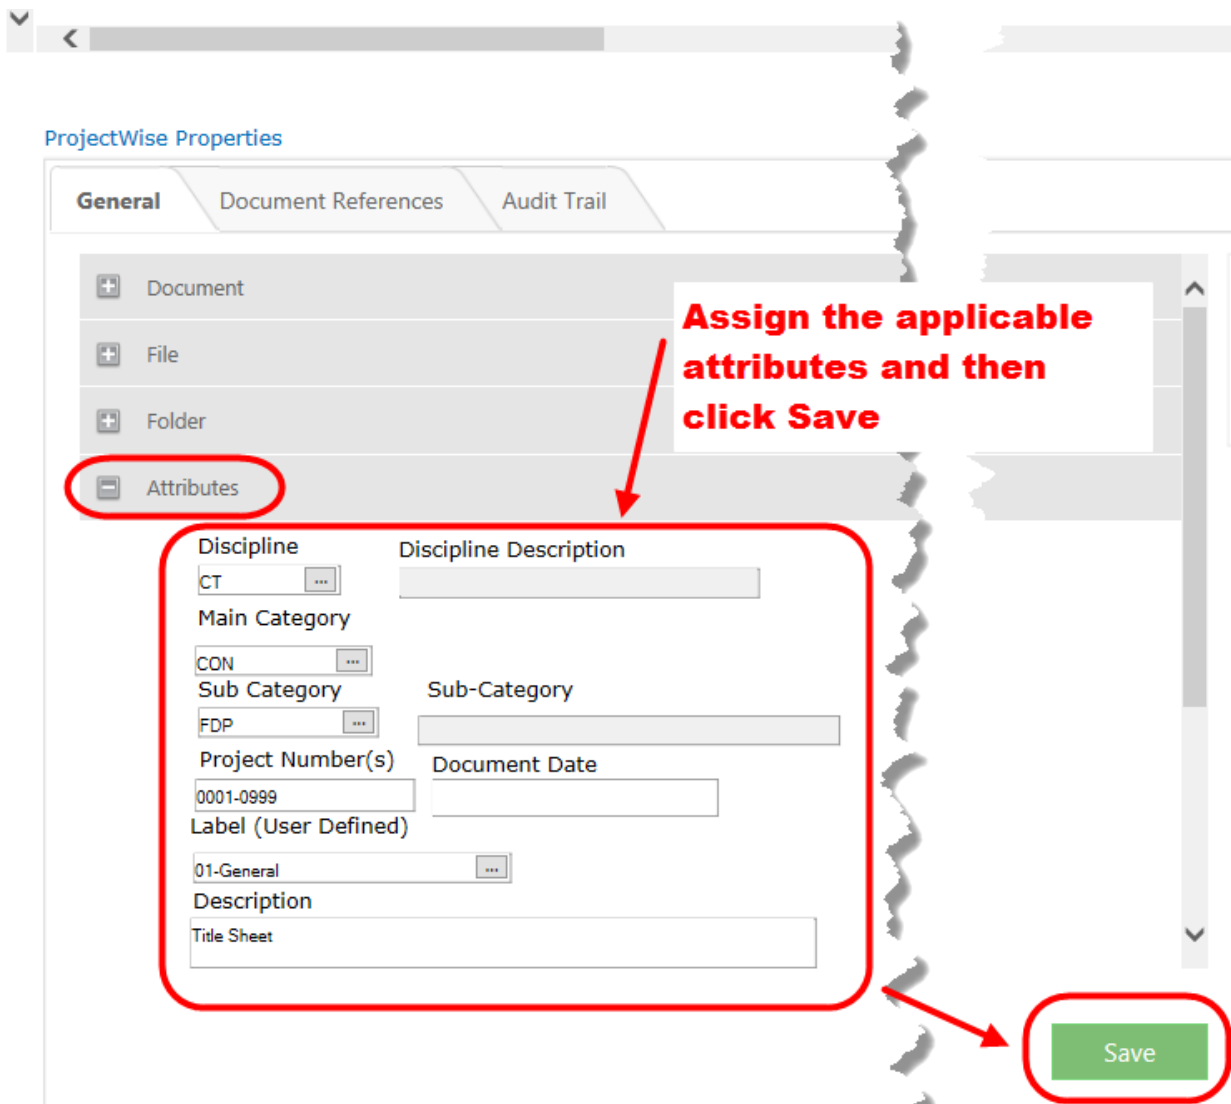 ProjectWise Properties
General Document References Audit Trail
Document
File
Folder
Assign the applicable
attributes and then
click Save
Attributes
Discipline Discipline Description
CT ...
Main Category
CON ...
Sub Category Sub-Category
FDP ...
Project Number(s) Document Date
0001-0999
Label (User Defined)
01-General ...
Description
Title Sheet
Save